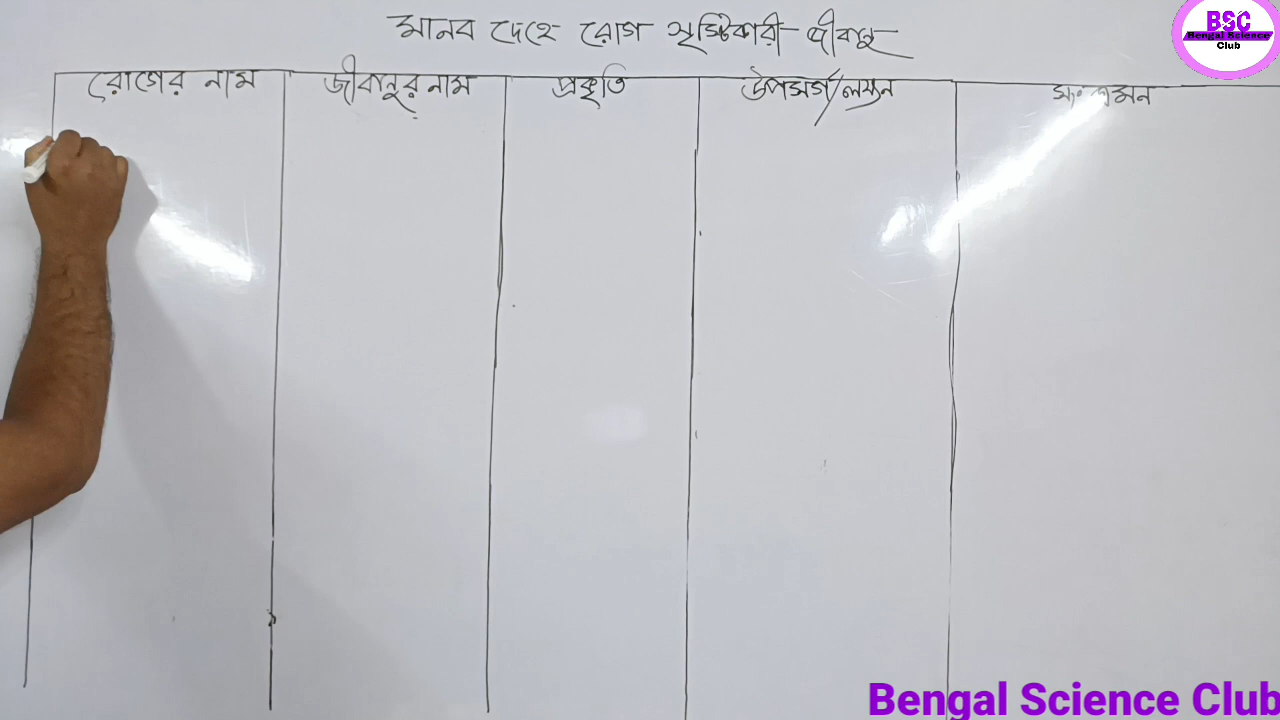 মানব দেহে রোগ সৃষ্টিকারী জীবানু
BSC
Bengal Science
Club
রোগের নাম জীবানুর নাম প্রকৃতি উপসর্গ/লক্ষন সংক্রমন
Bengal Science Club